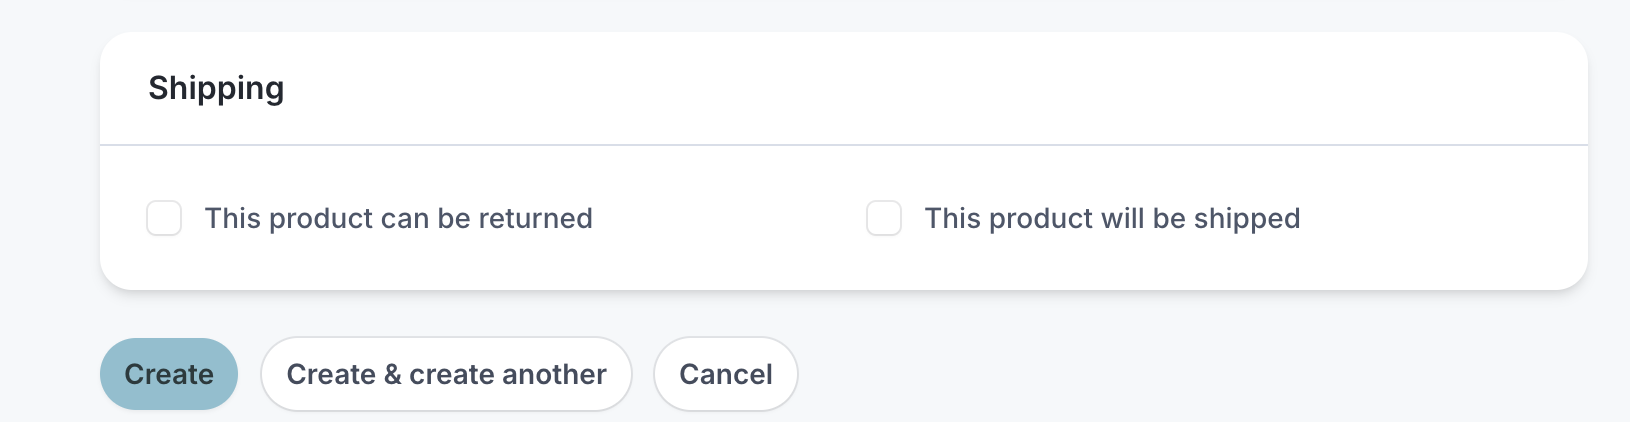 Shipping
This product can be returned
This product will be shipped
Create
Create & create another
Cancel